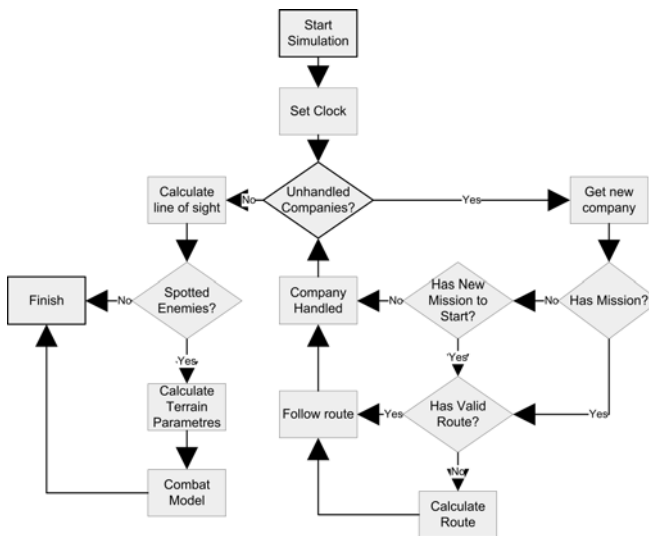 Start
Simulation
Set Clock
Calculate
line of sight
No
Unhandled
Companies?
Yes
Get new
company
Finish
No
Spotted
Enemies?
Company
Handled
No
Has New
Mission to
Start?
No
Has Mission?
Yes
Yes
Calculate
Terrain
Parametres
Follow route
Yes
Has Valid
Route?
Yes
No
Combat
Model
Calculate
Route